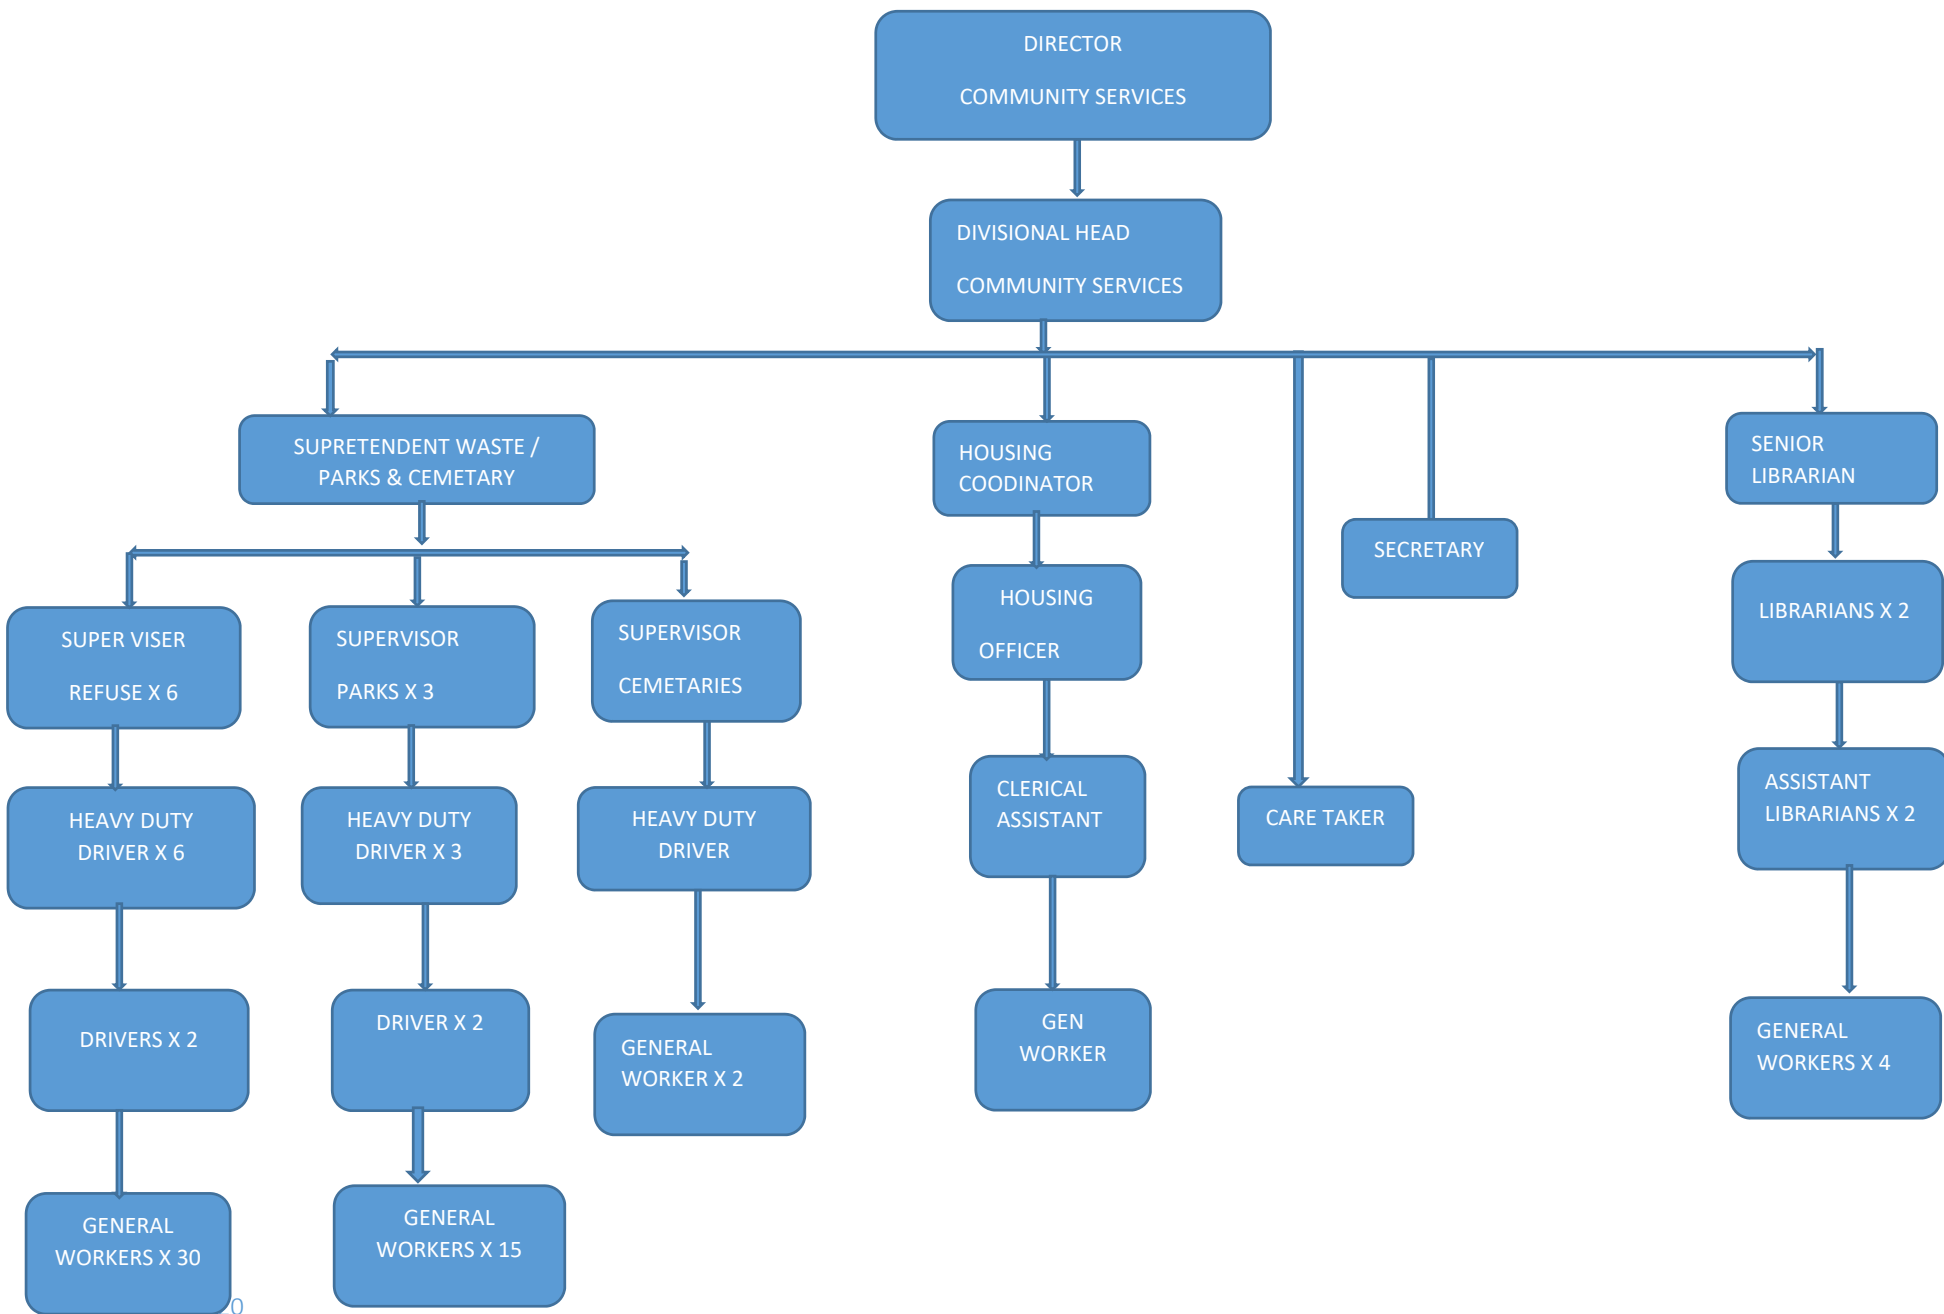 DIRECTOR
COMMUNITY SERVICES
DIVISIONAL HEAD
COMMUNITY SERVICES
SUPRETENDENT WASTE /
PARKS & CEMETARY
HOUSING
COODINATOR
SENIOR
LIBRARIAN
SECRETARY
SUPER VISER
REFUSE X 6
SUPERVISOR
PARKS X 3
SUPERVISOR
CEMETARIES
HOUSING
OFFICER
LIBRARIANS X 2
HEAVY DUTY
DRIVER X 6
HEAVY DUTY
DRIVER X 3
HEAVY DUTY
DRIVER
CLERICAL
ASSISTANT
CARE TAKER
ASSISTANT
LIBRARIANS X 2
DRIVERS X 2
DRIVER X 2
GENERAL
WORKER X 2
GEN
WORKER
GENERAL
WORKERS X 4
GENERAL
WORKERS X 30
GENERAL
WORKERS X 15
0